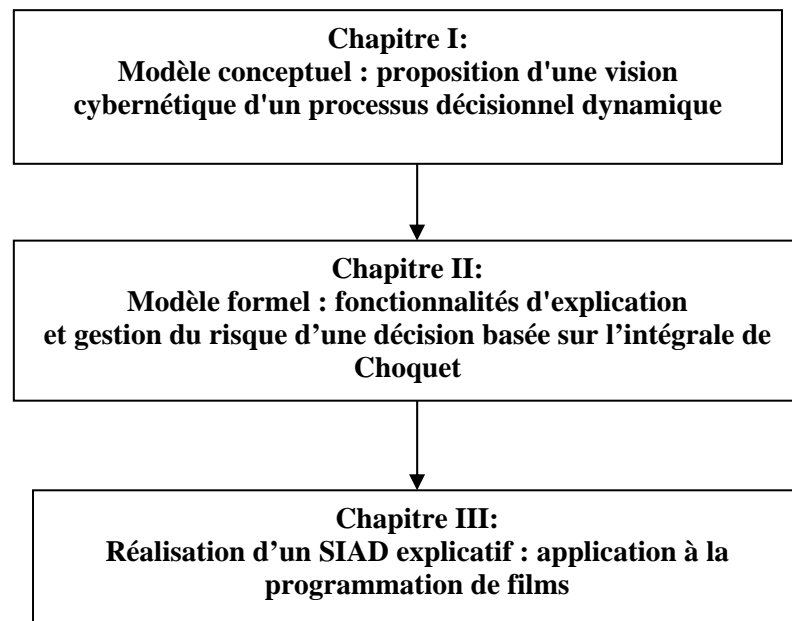 Chapitre I:
Modèle conceptuel : proposition d'une vision
cybernétique d'un processus décisionnel dynamique
Chapitre II:
Modèle formel : fonctionnalités d'explication
et gestion du risque d’une décision basée sur l’intégrale de
Choquet
Chapitre III:
Réalisation d’un SIAD explicatif : application à la
programmation de films